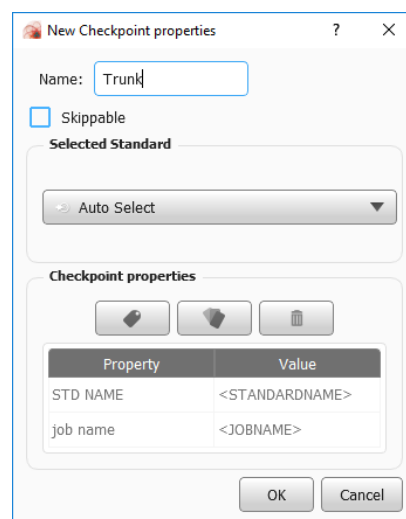 New Checkpoint properties
Name: Trunk
Skippable
Selected Standard
Auto Select
Checkpoint properties
Property Value
STD NAME <STANDARDNAME>
job name <JOBNAME>
OK Cancel